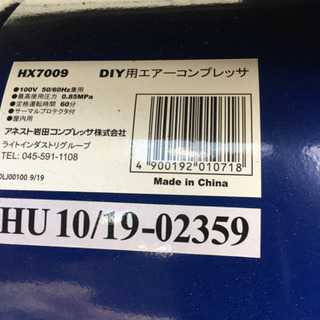 HX7009 DIY用エアーコンプレッサ
●100V 50/60Hz兼用
●最高使用圧力 0.85MPa
●定格運転時間 60分
●サーマルプロテクタ付
●屋内用
アネスト岩田コンプレッサ株式会社
ライトインダストリグループ
TEL: 045-591-1108
4 900192 010718
DLJ00100 9/19
Made in China
HU 10/19-02359